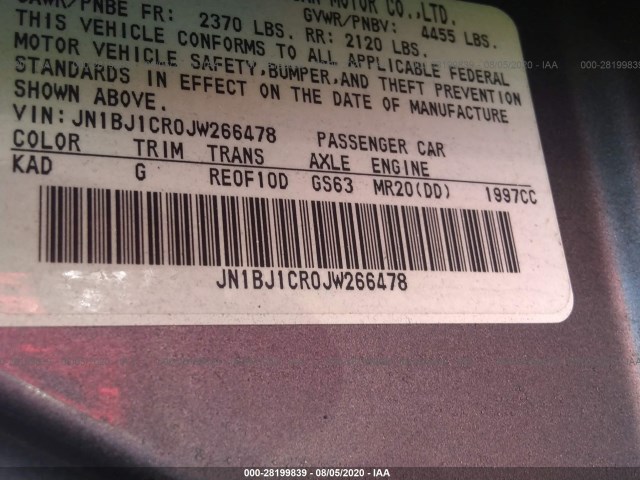 MOTOR CO.,LTD.
GAWR/PNBE FR: 2370 LBS. GVWR/PNBV: 4455 LBS.
THIS VEHICLE CONFORMS TO ALL APPLICABLE FEDERAL
RR: 2120 LBS.
MOTOR VEHICLE SAFETY,BUMPER,AND THEFT PREVENTION
STANDARDS IN EFFECT ON THE DATE OF MANUFACTURE
SHOWN ABOVE.
VIN:JN1BJ1CR0JW266478 PASSENGER CAR
COLOR TRIM TRANS AXLE ENGINE
KAD G RE0F10D GS63 MR20(DD) 1997CC
JN1BJ1CR0JW266478
000-28199839 - 08/05/2020 - IAA